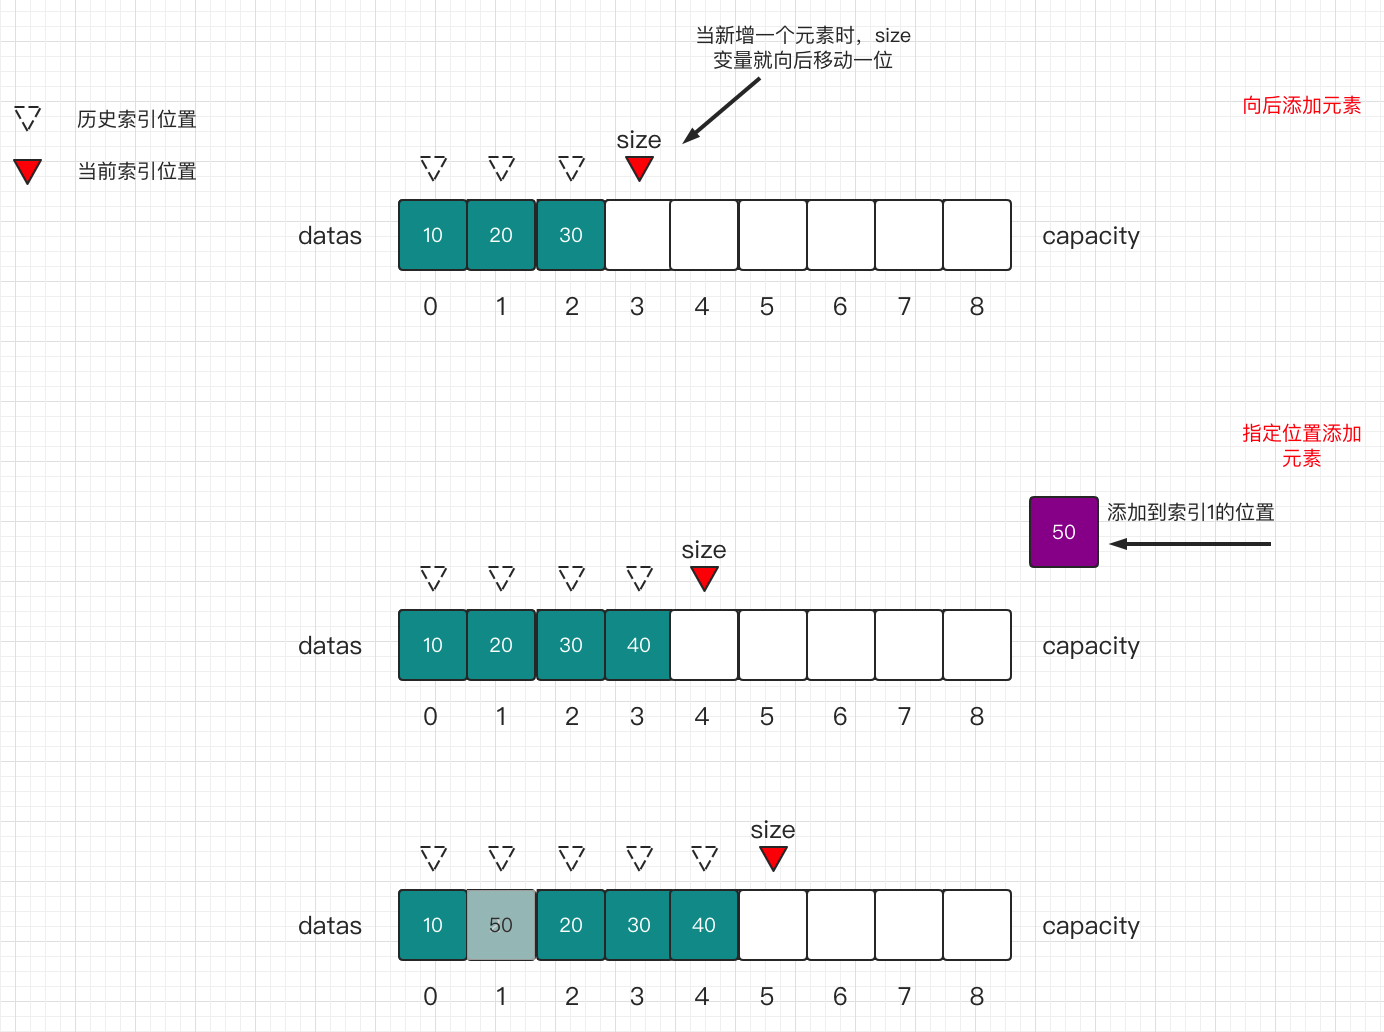 当新增一个元素时，size
变量就向后移动一位
历史索引位置
向后添加元素
当前索引位置
size
datas
10
20
30
capacity
0
1
2
3
4
5
6
7
8
指定位置添加
元素
50
添加到索引1的位置
size
datas
10
20
30
40
capacity
0
1
2
3
4
5
6
7
8
size
datas
10
50
20
30
40
capacity
0
1
2
3
4
5
6
7
8